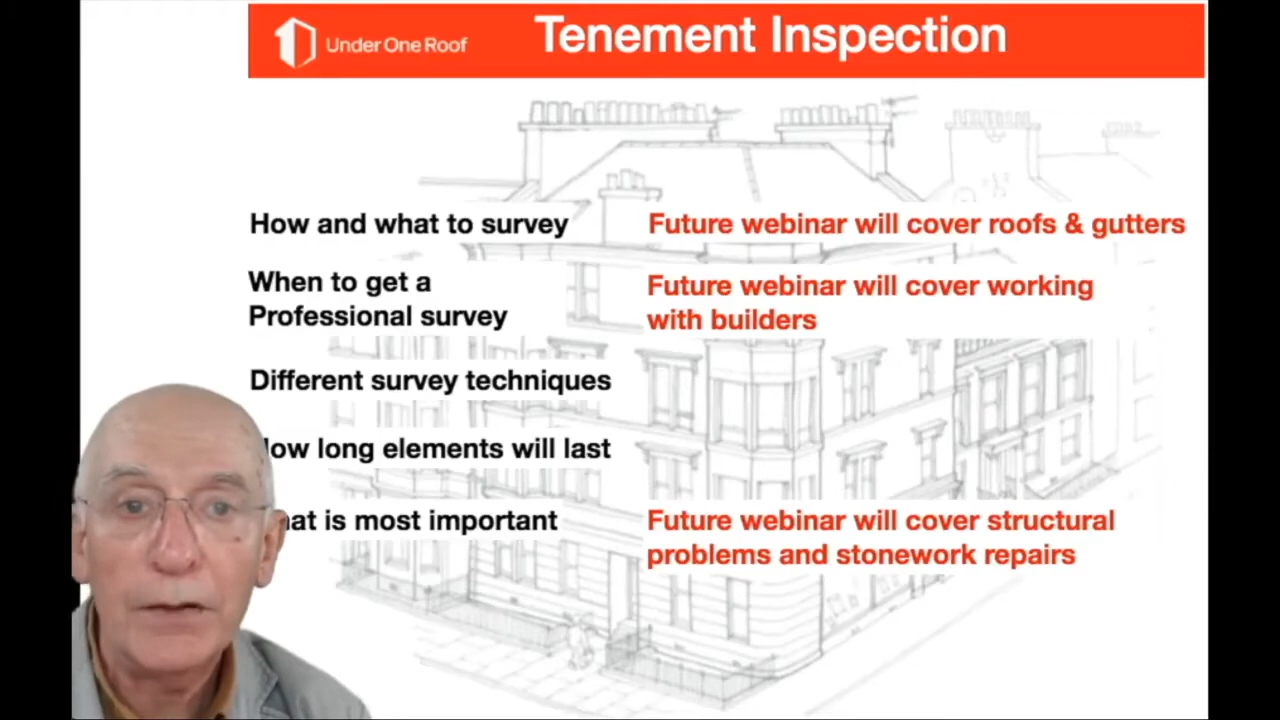 Under One Roof
Tenement Inspection
How and what to survey
Future webinar will cover roofs & gutters
When to get a
Professional survey
Future webinar will cover working
with builders
Different survey techniques
long elements will last
is most important
Future webinar will cover structural
problems and stonework repairs